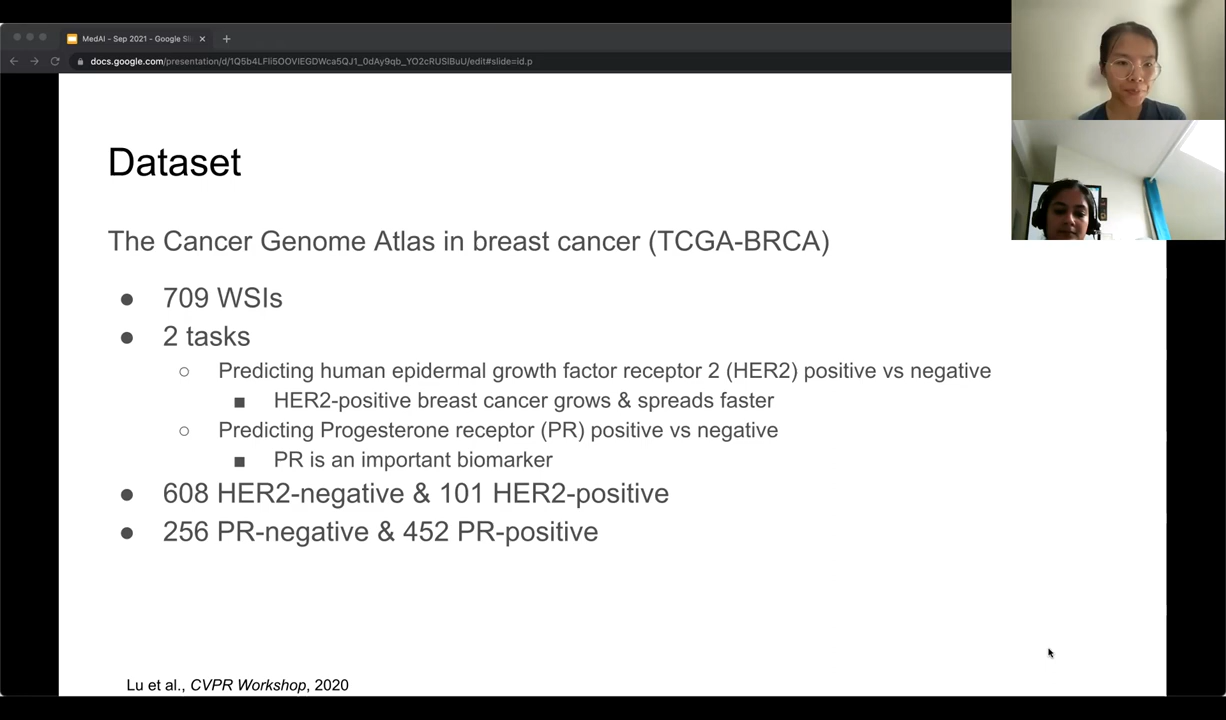 MedAI - Sep 2021 - Google Sli
docs.google.com/presentation/d/1Q5b4LFli5OOVIEGDWca5QJ1_0dAy9qb_YO2cRUSlBuU/edit#slide=id.p
Dataset
The Cancer Genome Atlas in breast cancer (TCGA-BRCA)
● 709 WSIs
● 2 tasks
○ Predicting human epidermal growth factor receptor 2 (HER2) positive vs negative
■ HER2-positive breast cancer grows & spreads faster
○ Predicting Progesterone receptor (PR) positive vs negative
■ PR is an important biomarker
● 608 HER2-negative & 101 HER2-positive
● 256 PR-negative & 452 PR-positive
Lu et al., CVPR Workshop, 2020